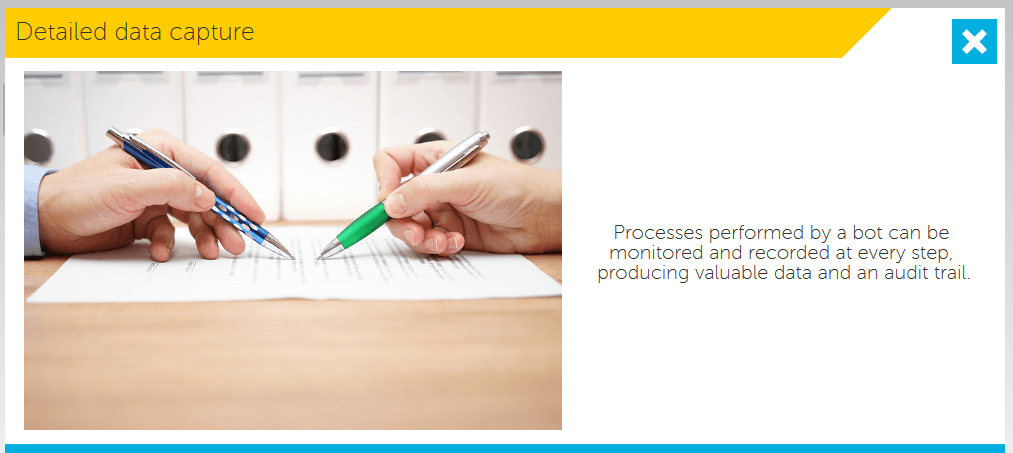 Detailed data capture
Processes performed by a bot can be
monitored and recorded at every step,
producing valuable data and an audit trail.